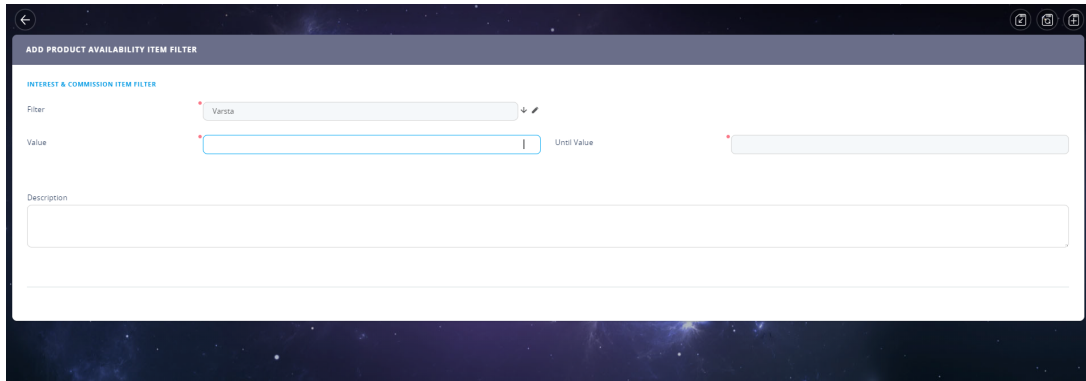 ADD PRODUCT AVAILABILITY ITEM FILTER
INTEREST & COMMISSION ITEM FILTER
Filter * Varsta
Value * Until Value *
Description